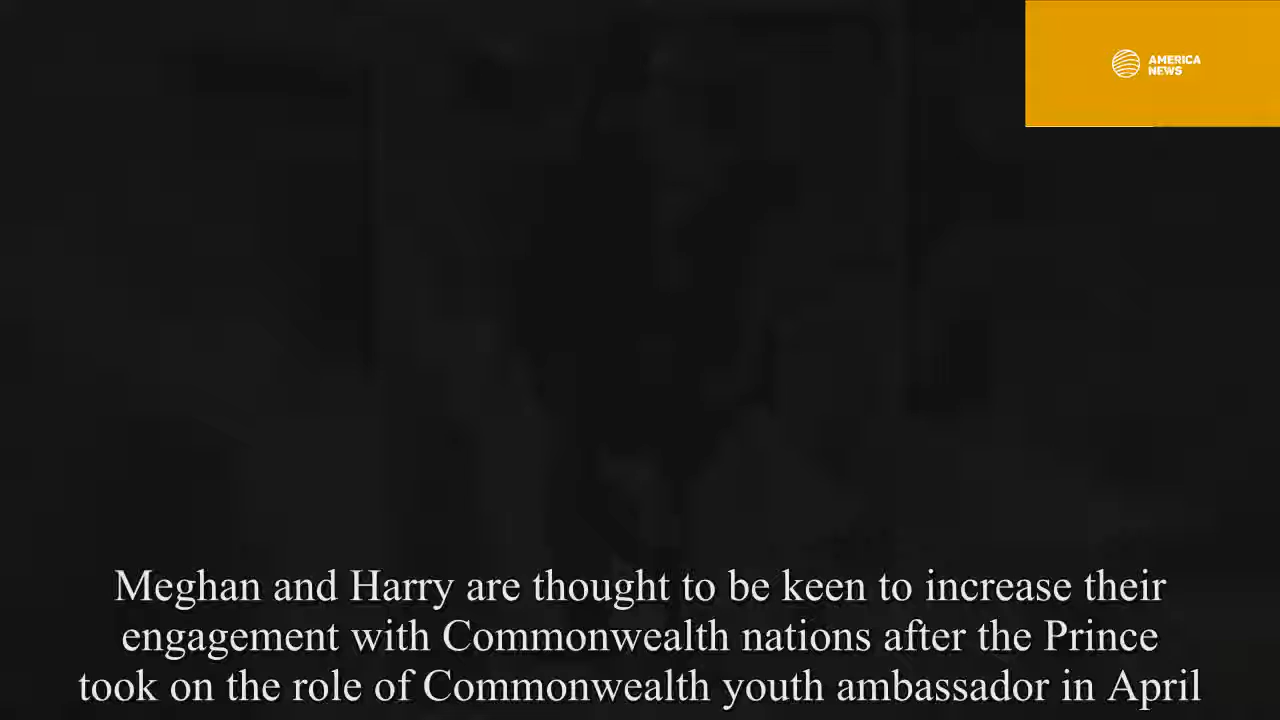 AMERICA
NEWS
Meghan and Harry are thought to be keen to increase their
engagement with Commonwealth nations after the Prince
took on the role of Commonwealth youth ambassador in April